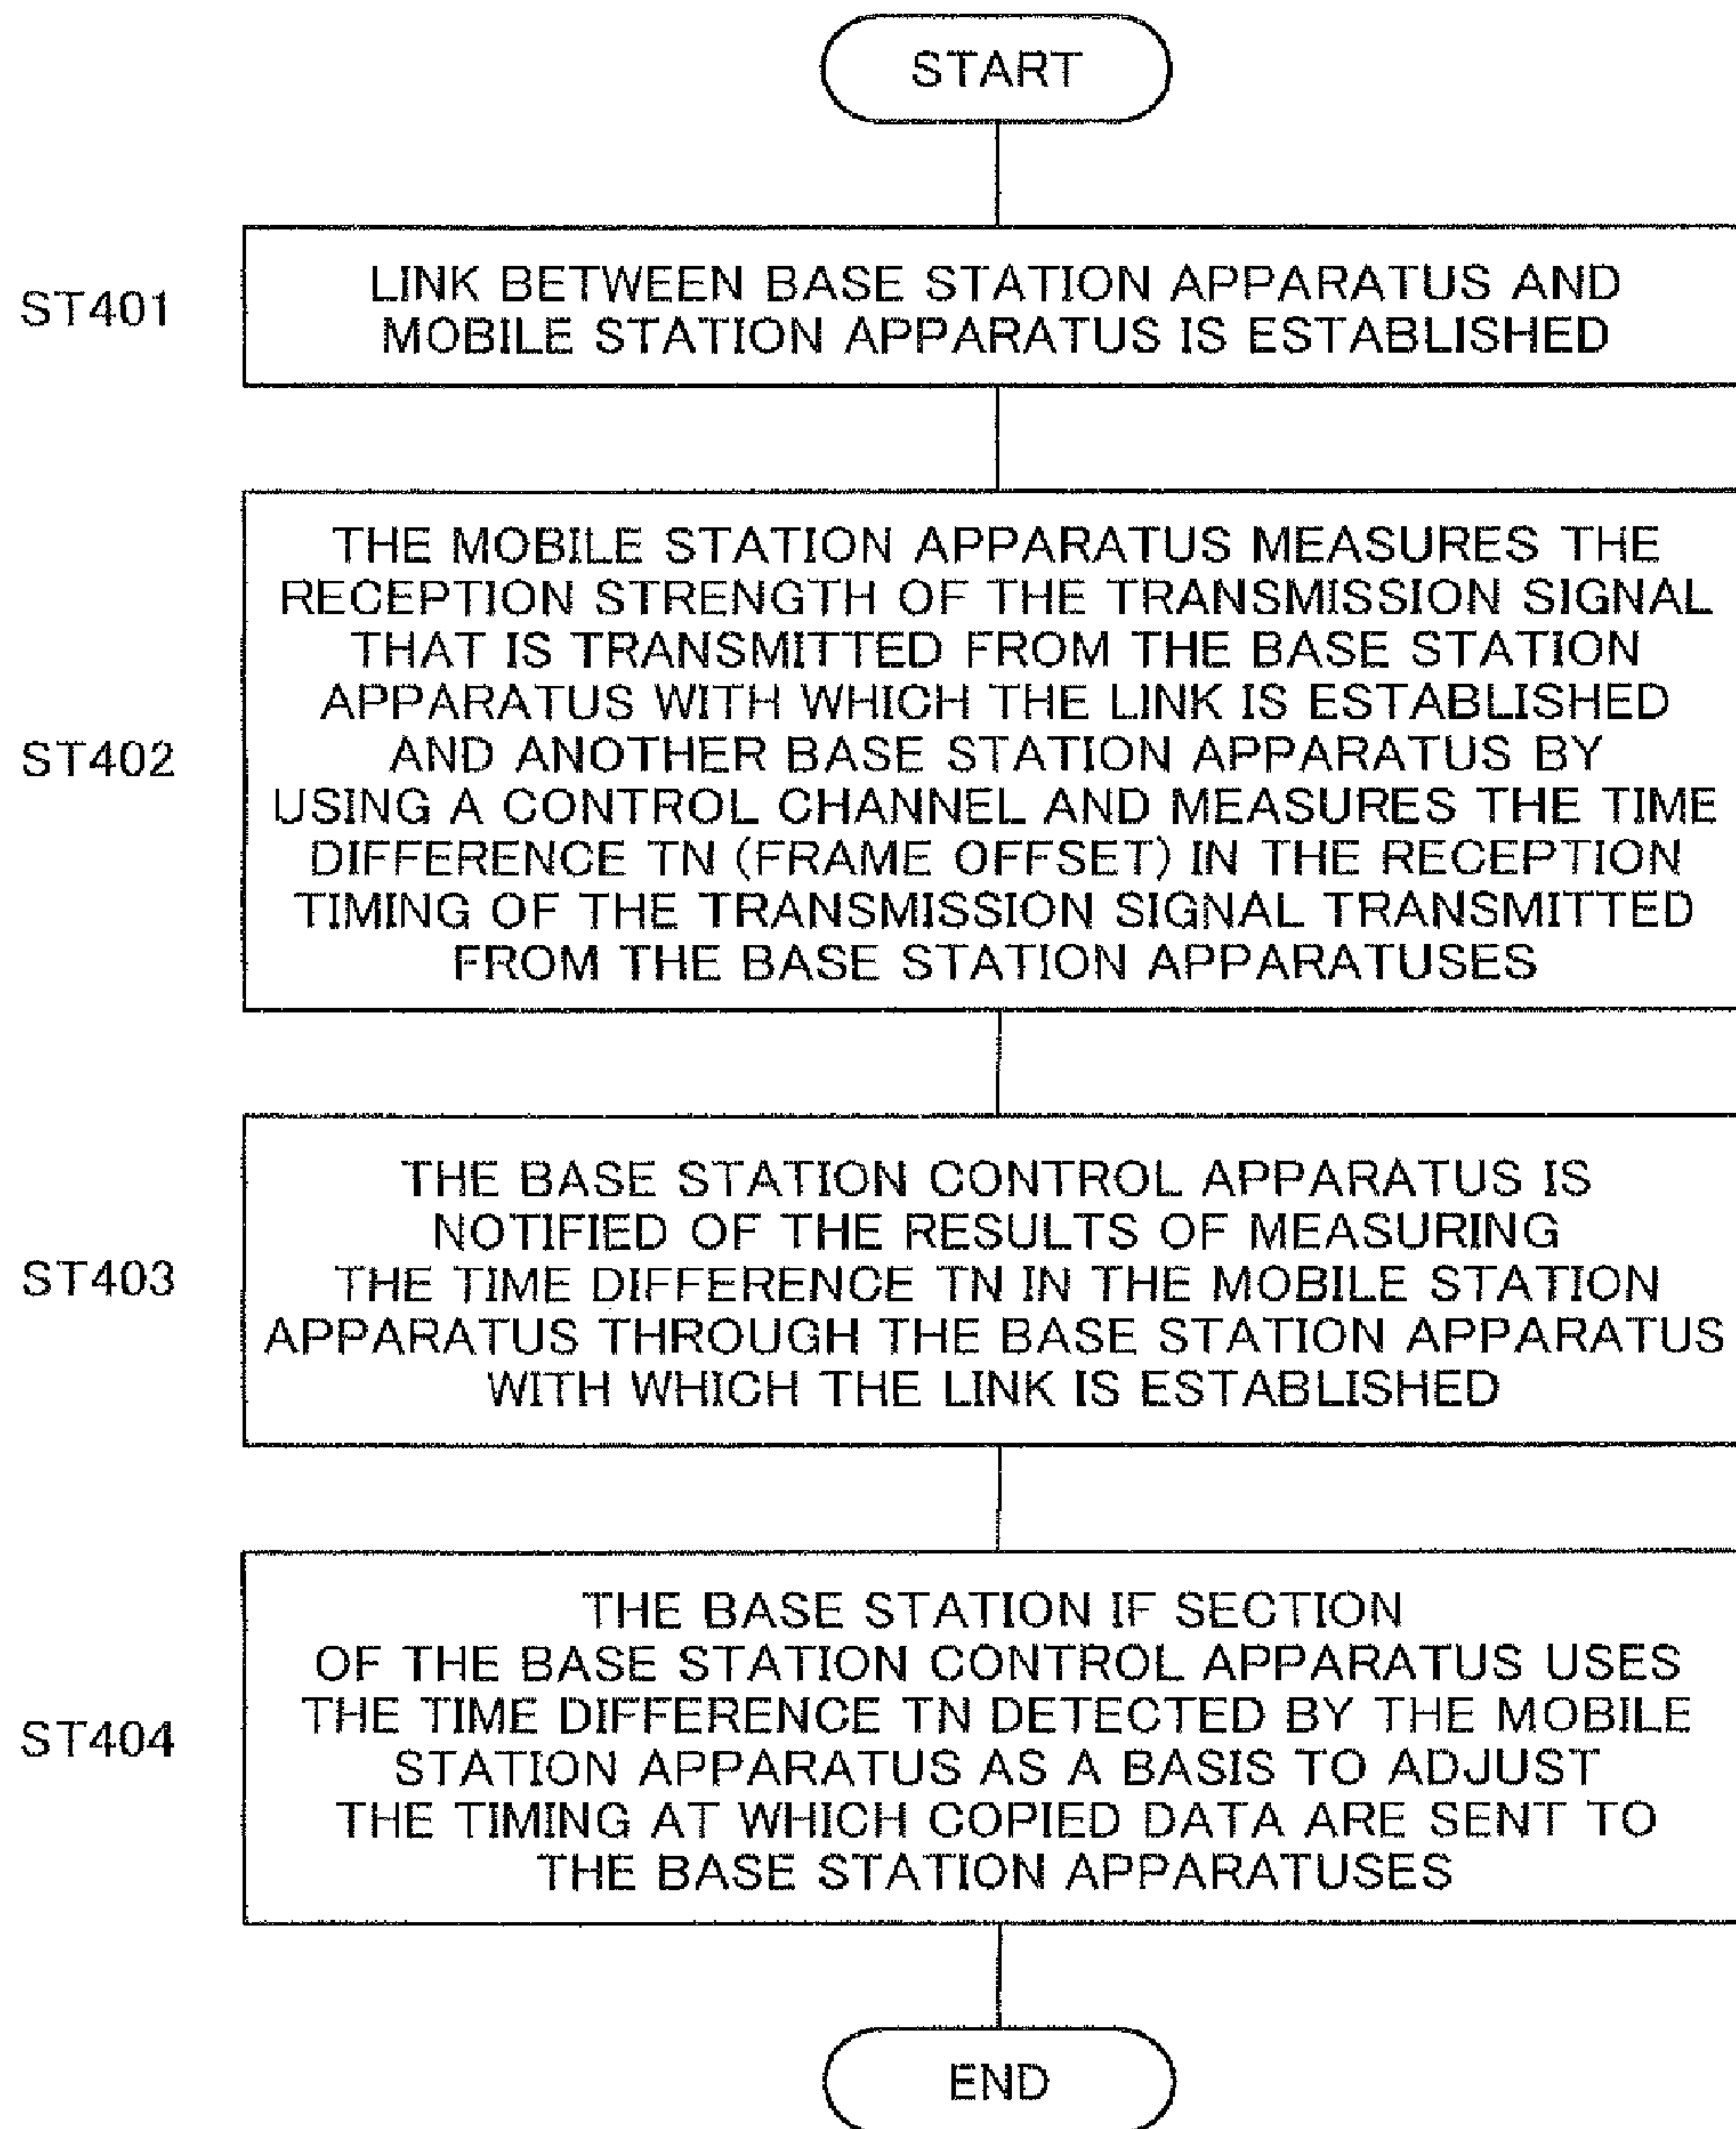 START
ST401
LINK BETWEEN BASE STATION APPARATUS AND
MOBILE STATION APPARATUS IS ESTABLISHED
ST402
THE MOBILE STATION APPARATUS MEASURES THE
RECEPTION STRENGTH OF THE TRANSMISSION SIGNAL
THAT IS TRANSMITTED FROM THE BASE STATION
APPARATUS WITH WHICH THE LINK IS ESTABLISHED
AND ANOTHER BASE STATION APPARATUS BY
USING A CONTROL CHANNEL AND MEASURES THE TIME
DIFFERENCE TN (FRAME OFFSET) IN THE RECEPTION
TIMING OF THE TRANSMISSION SIGNAL TRANSMITTED
FROM THE BASE STATION APPARATUSES
ST403
THE BASE STATION CONTROL APPARATUS IS
NOTIFIED OF THE RESULTS OF MEASURING
THE TIME DIFFERENCE TN IN THE MOBILE STATION
APPARATUS THROUGH THE BASE STATION APPARATUS
WITH WHICH THE LINK IS ESTABLISHED
ST404
THE BASE STATION IF SECTION
OF THE BASE STATION CONTROL APPARATUS USES
THE TIME DIFFERENCE TN DETECTED BY THE MOBILE
STATION APPARATUS AS A BASIS TO ADJUST
THE TIMING AT WHICH COPIED DATA ARE SENT TO
THE BASE STATION APPARATUSES
END